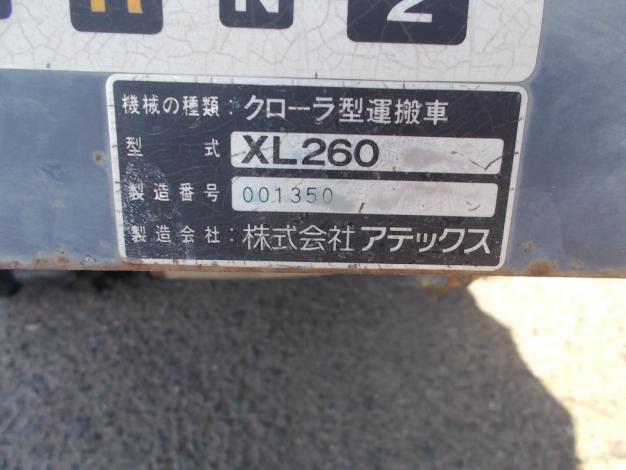 N 2
機械の種類：クローラ型運搬車
型式：XL260
製造番号 001350
製造会社：株式会社 アテックス